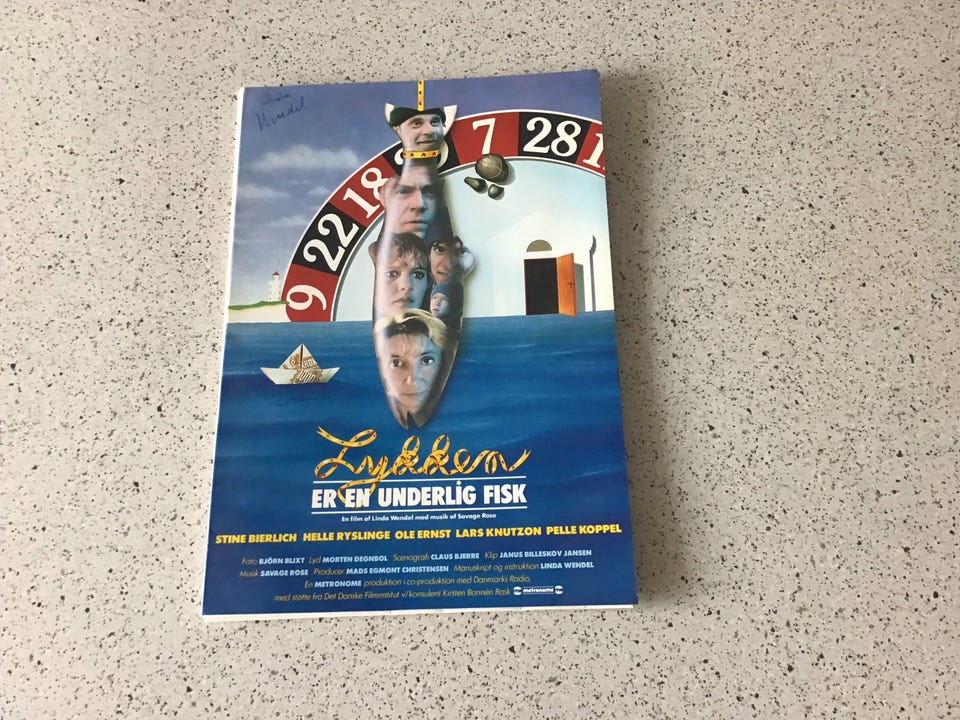 Linda
Wendel
9 22 18 7 28 1
1000
Lykken
ER EN UNDERLIG FISK
En film af Linda Wendel med musik af Savage Rose
STINE BIERLICH HELLE RYSLINGE OLE ERNST LARS KNUTZON PELLE KOPPEL
Foto BJÖRN BLIXT Lyd MORTEN DEGNBOL Scenografi CLAUS BJERRE Klip JANUS BILLESKOV JANSEN
Musik SAVAGE ROSE Producer MADS EGMONT CHRISTENSEN Manuskript og instruktion LINDA WENDEL
En METRONOME produktion i co-produktion med Danmarks Radio,
med støtte fra Det Danske Filminstitut v/konsulent Kirsten Bonnén Rask metronome